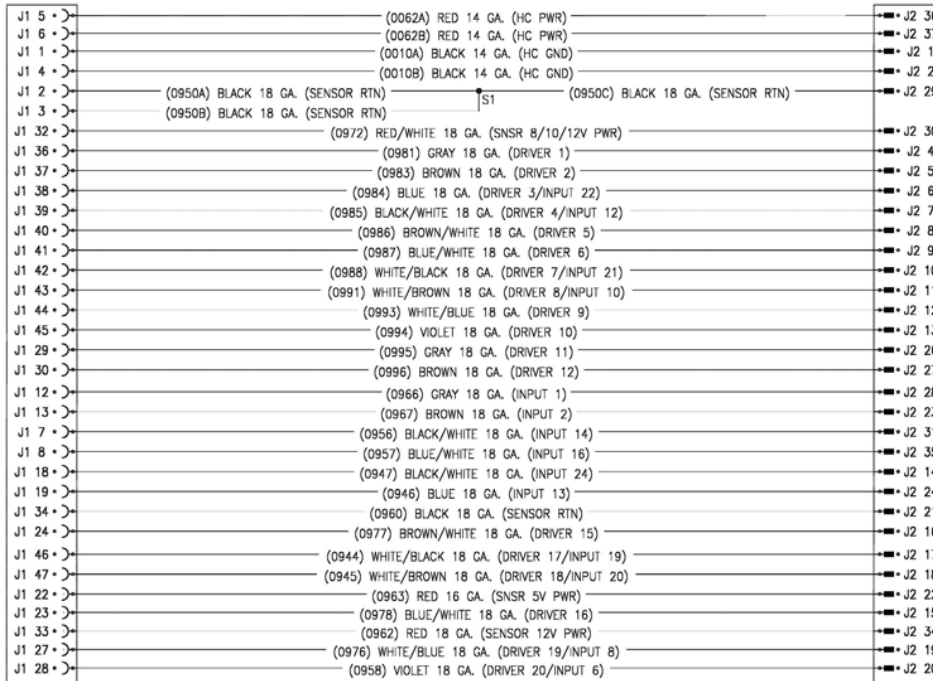 J1 5 (0062A) RED 14 GA. (HC PWR) J2 36
J1 6 (0062B) RED 14 GA. (HC PWR) J2 37
J1 1 (0010A) BLACK 14 GA. (HC GND) J2 1
J1 4 (0010B) BLACK 14 GA. (HC GND) J2 2
J1 2 (0950A) BLACK 18 GA. (SENSOR RTN) S1 (0950C) BLACK 18 GA. (SENSOR RTN) J2 29
J1 3 (0950B) BLACK 18 GA. (SENSOR RTN)
J1 32 (0972) RED/WHITE 18 GA. (SNSR 8/10/12V PWR) J2 30
J1 36 (0981) GRAY 18 GA. (DRIVER 1) J2 4
J1 37 (0983) BROWN 18 GA. (DRIVER 2) J2 5
J1 38 (0984) BLUE 18 GA. (DRIVER 3/INPUT 22) J2 6
J1 39 (0985) BLACK/WHITE 18 GA. (DRIVER 4/INPUT 12) J2 7
J1 40 (0986) BROWN/WHITE 18 GA. (DRIVER 5) J2 8
J1 41 (0987) BLUE/WHITE 18 GA. (DRIVER 6) J2 9
J1 42 (0988) WHITE/BLACK 18 GA. (DRIVER 7/INPUT 21) J2 10
J1 43 (0991) WHITE/BROWN 18 GA. (DRIVER 8/INPUT 10) J2 11
J1 44 (0993) WHITE/BLUE 18 GA. (DRIVER 9) J2 12
J1 45 (0994) VIOLET 18 GA. (DRIVER 10) J2 13
J1 29 (0995) GRAY 18 GA. (DRIVER 11) J2 26
J1 30 (0996) BROWN 18 GA. (DRIVER 12) J2 27
J1 12 (0966) GRAY 18 GA. (INPUT 1) J2 28
J1 13 (0967) BROWN 18 GA. (INPUT 2) J2 23
J1 7 (0956) BLACK/WHITE 18 GA. (INPUT 14) J2 31
J1 8 (0957) BLUE/WHITE 18 GA. (INPUT 16) J2 35
J1 18 (0947) BLACK/WHITE 18 GA. (INPUT 24) J2 14
J1 19 (0946) BLUE 18 GA. (INPUT 13) J2 24
J1 34 (0960) BLACK 18 GA. (SENSOR RTN) J2 21
J1 24 (0977) BROWN/WHITE 18 GA. (DRIVER 15) J2 16
J1 46 (0944) WHITE/BLACK 18 GA. (DRIVER 17/INPUT 19) J2 17
J1 47 (0945) WHITE/BROWN 18 GA. (DRIVER 18/INPUT 20) J2 18
J1 22 (0963) RED 16 GA. (SNSR 5V PWR) J2 22
J1 23 (0978) BLUE/WHITE 18 GA. (DRIVER 16) J2 15
J1 33 (0962) RED 18 GA. (SENSOR 12V PWR) J2 34
J1 27 (0976) WHITE/BLUE 18 GA. (DRIVER 19/INPUT 8) J2 19
J1 28 (0958) VIOLET 18 GA. (DRIVER 20/INPUT 6) J2 20